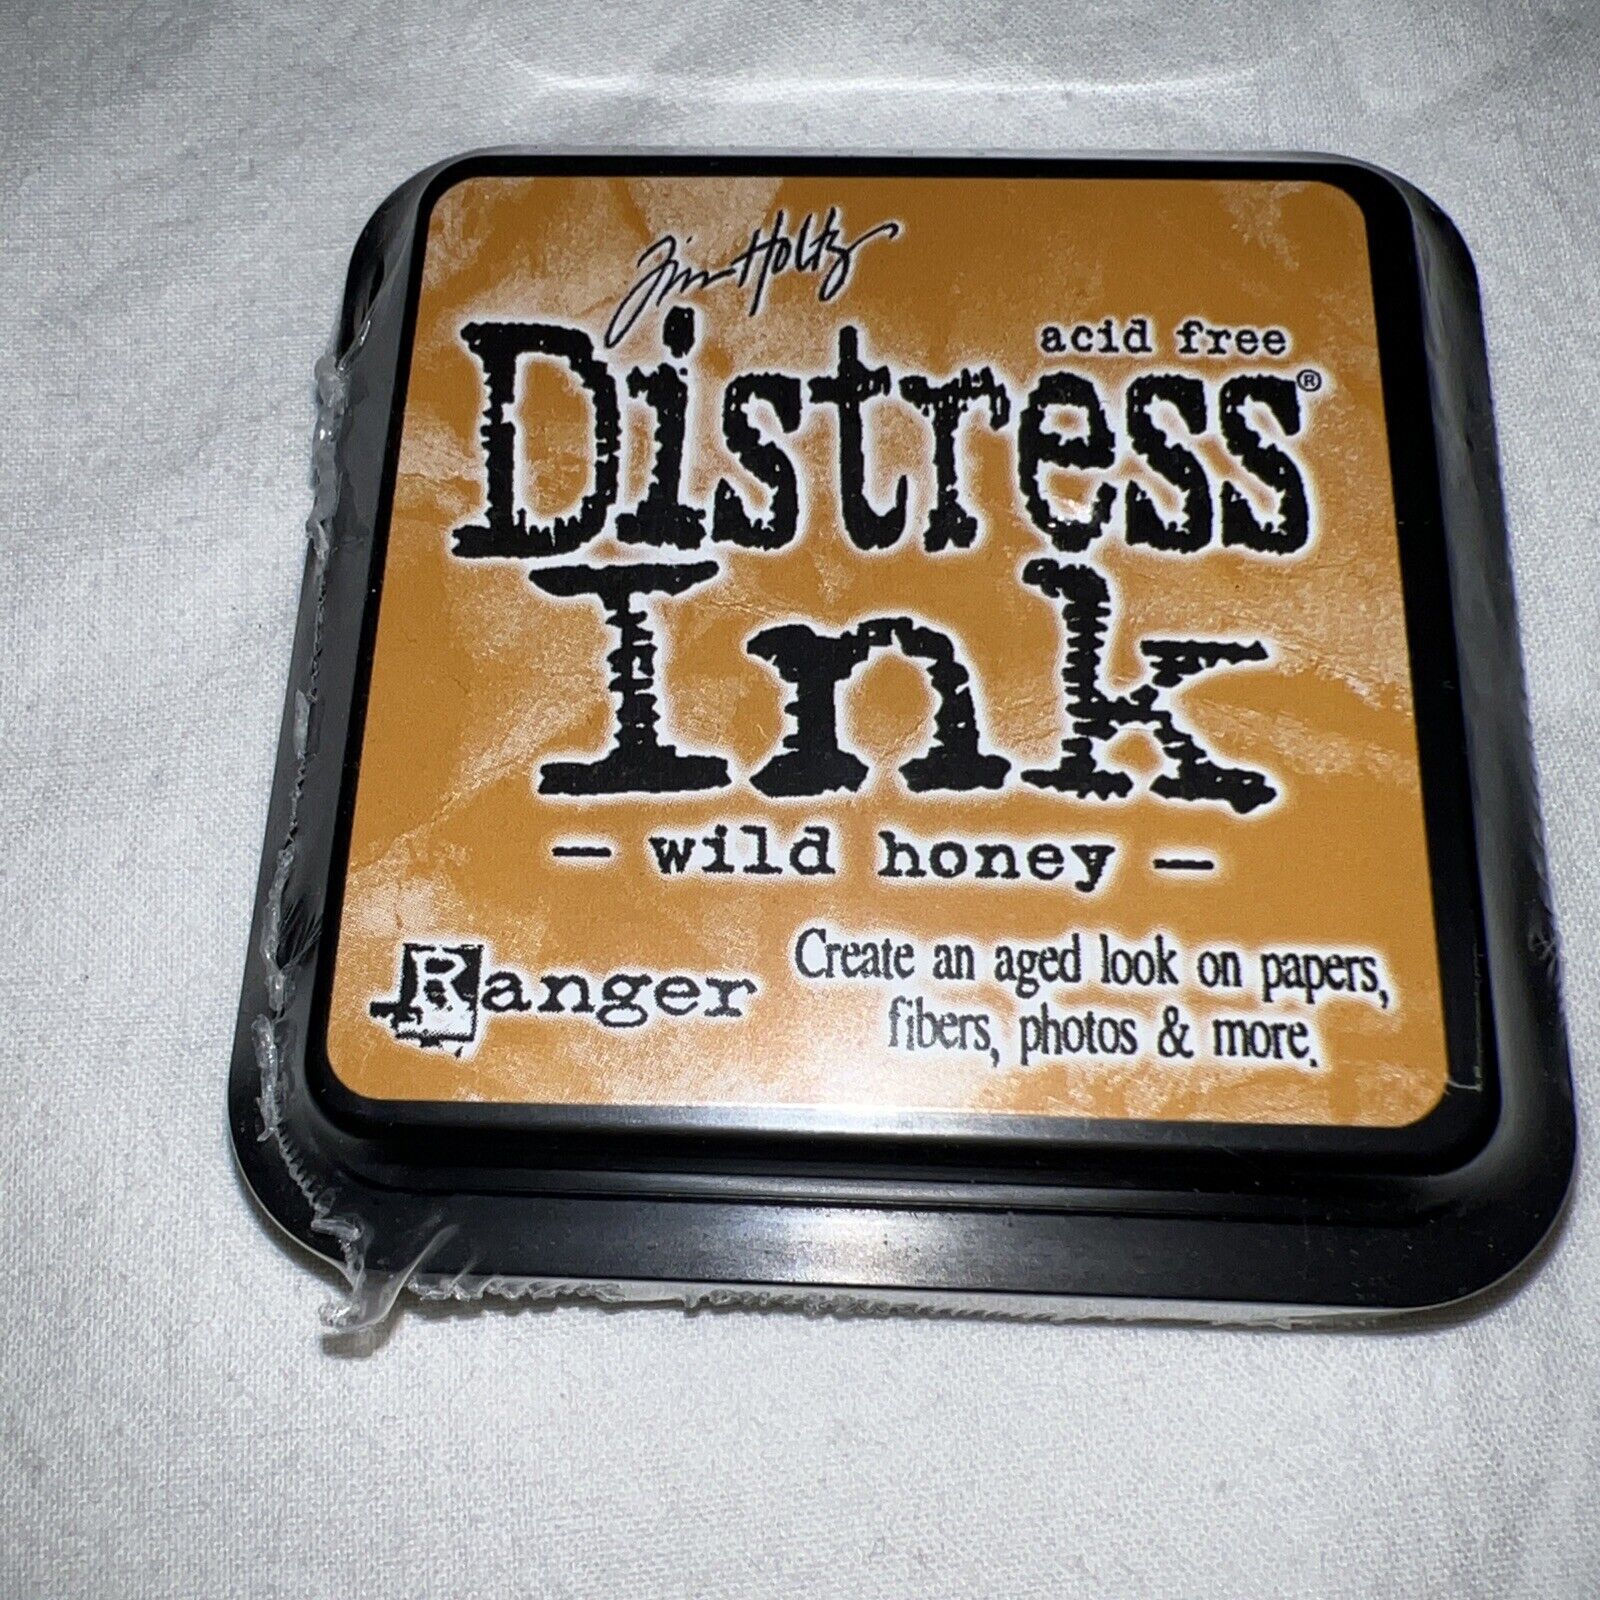 Tim Holtz
acid free
Distress®
Ink
– wild honey –
Ranger
Create an aged look on papers,
fibers, photos & more.